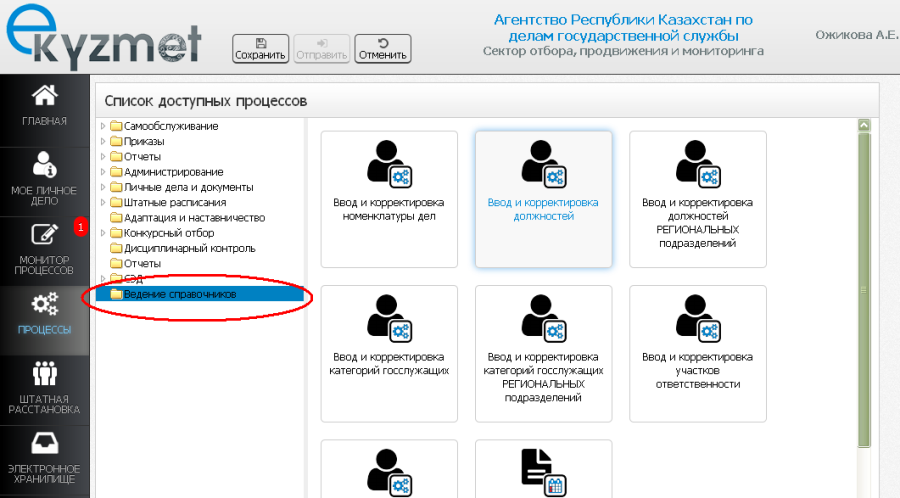 e
kyzmet
Сохранить
Отправить
Отменить
Агентство Республики Казахстан по
делам государственной службы
Сектор отбора, продвижения и мониторинга
Ожикова А.Е.
ГЛАВНАЯ
МОЕ ЛИЧНОЕ
ДЕЛО
1
МОНИТОР
ПРОЦЕССОВ
ПРОЦЕССЫ
ШТАТНАЯ
РАССТАНОВКА
ЭЛЕКТРОННОЕ
ХРАНИЛИЩЕ
Список доступных процессов
Самообслуживание
Приказы
Отчеты
Администрирование
Личные дела и документы
Штатные расписания
Адаптация и наставничество
Конкурсный отбор
Дисциплинарный контроль
Отчеты
СЭД
Ведение справочников
Ввод и корректировка
номенклатуры дел
Ввод и корректировка
должностей
Ввод и корректировка
должностей
РЕГИОНАЛЬНЫХ
подразделений
Ввод и корректировка
категорий госслужащих
Ввод и корректировка
категорий госслужащих
РЕГИОНАЛЬНЫХ
подразделений
Ввод и корректировка
участков
ответственности